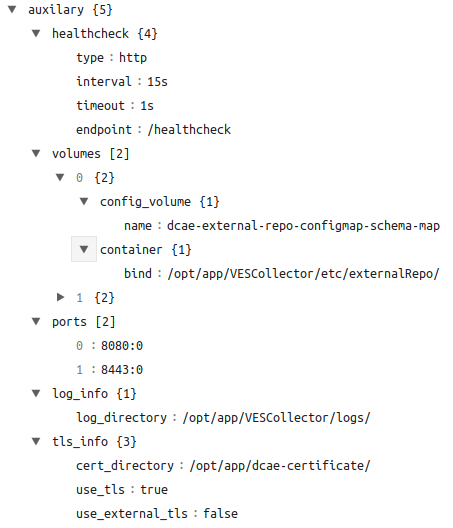 auxilary {5}
healthcheck {4}
type : http
interval : 15s
timeout : 1s
endpoint : /healthcheck
volumes [2]
0 {2}
config_volume {1}
name : dcae-external-repo-configmap-schema-map
container {1}
bind : /opt/app/VESCollector/etc/externalRepo/
1 {2}
ports [2]
0 : 8080:0
1 : 8443:0
log_info {1}
log_directory : /opt/app/VESCollector/logs/
tls_info {3}
cert_directory : /opt/app/dcae-certificate/
use_tls : true
use_external_tls : false